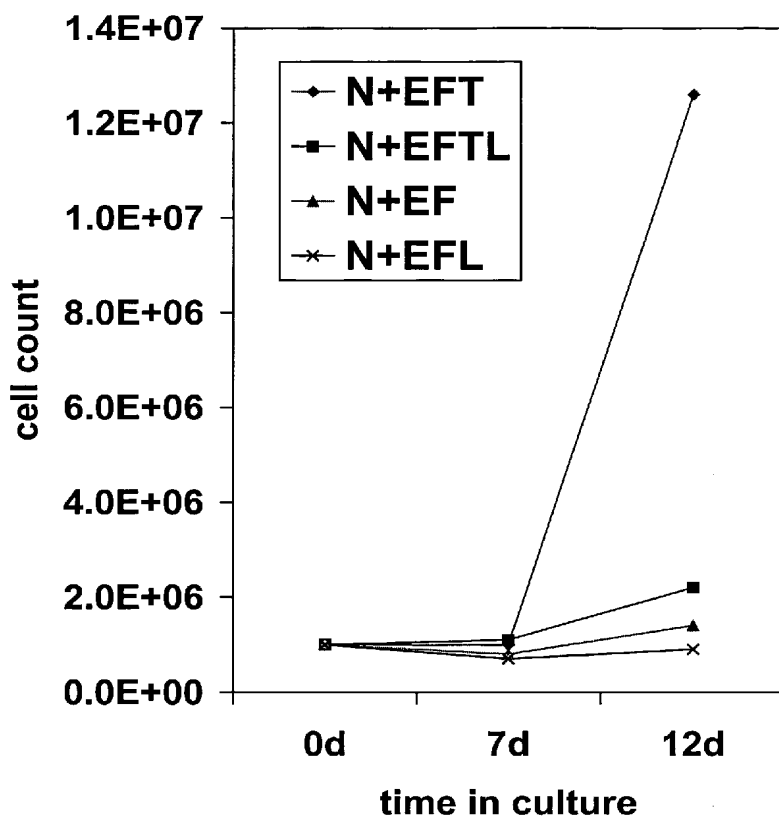 1.4E+07
1.2E+07
1.0E+07
8.0E+06
6.0E+06
4.0E+06
2.0E+06
0.0E+00
cell count
N+EFT
N+EFTL
N+EF
N+EFL
0d 7d 12d
time in culture